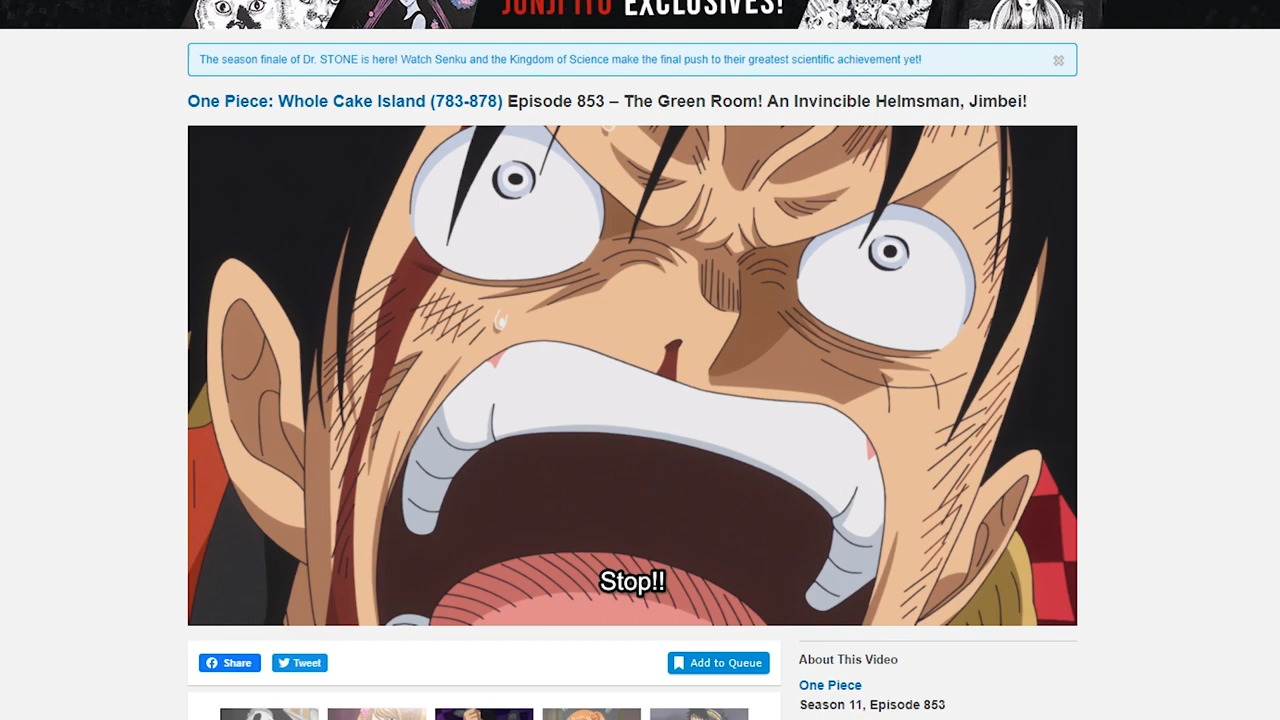 JUNJI ITO EXCLUSIVES!
The season finale of Dr. STONE is here! Watch Senku and the Kingdom of Science make the final push to their greatest scientific achievement yet!
One Piece: Whole Cake Island (783-878) Episode 853 – The Green Room! An Invincible Helmsman, Jimbei!
Stop!!
Share
Tweet
Add to Queue
About This Video
One Piece
Season 11, Episode 853